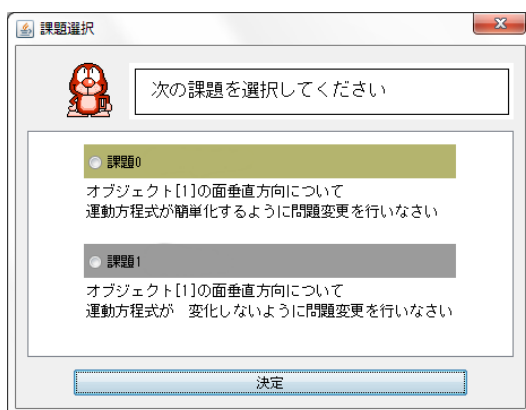 課題選択
次の課題を選択してください
課題0
オブジェクト[1]の面垂直方向について
運動方程式が簡単化するように問題変更を行いなさい
課題1
オブジェクト[1]の面垂直方向について
運動方程式が　変化しないように問題変更を行いなさい
決定